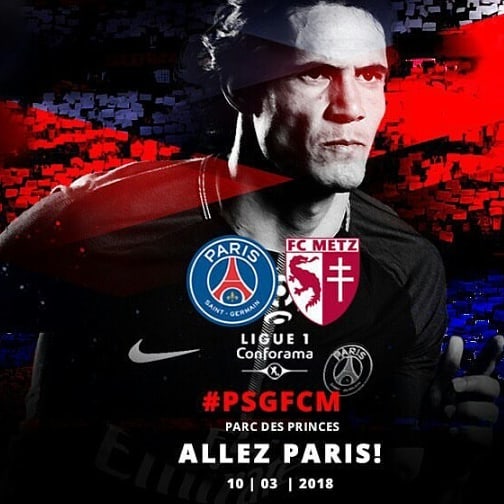 PARIS
SAINT-GERMAIN
FC METZ
LIGUE 1
Conforama
PARIS
#PSGFCM
PARC DES PRINCES
ALLEZ PARIS!
10 | 03 | 2018